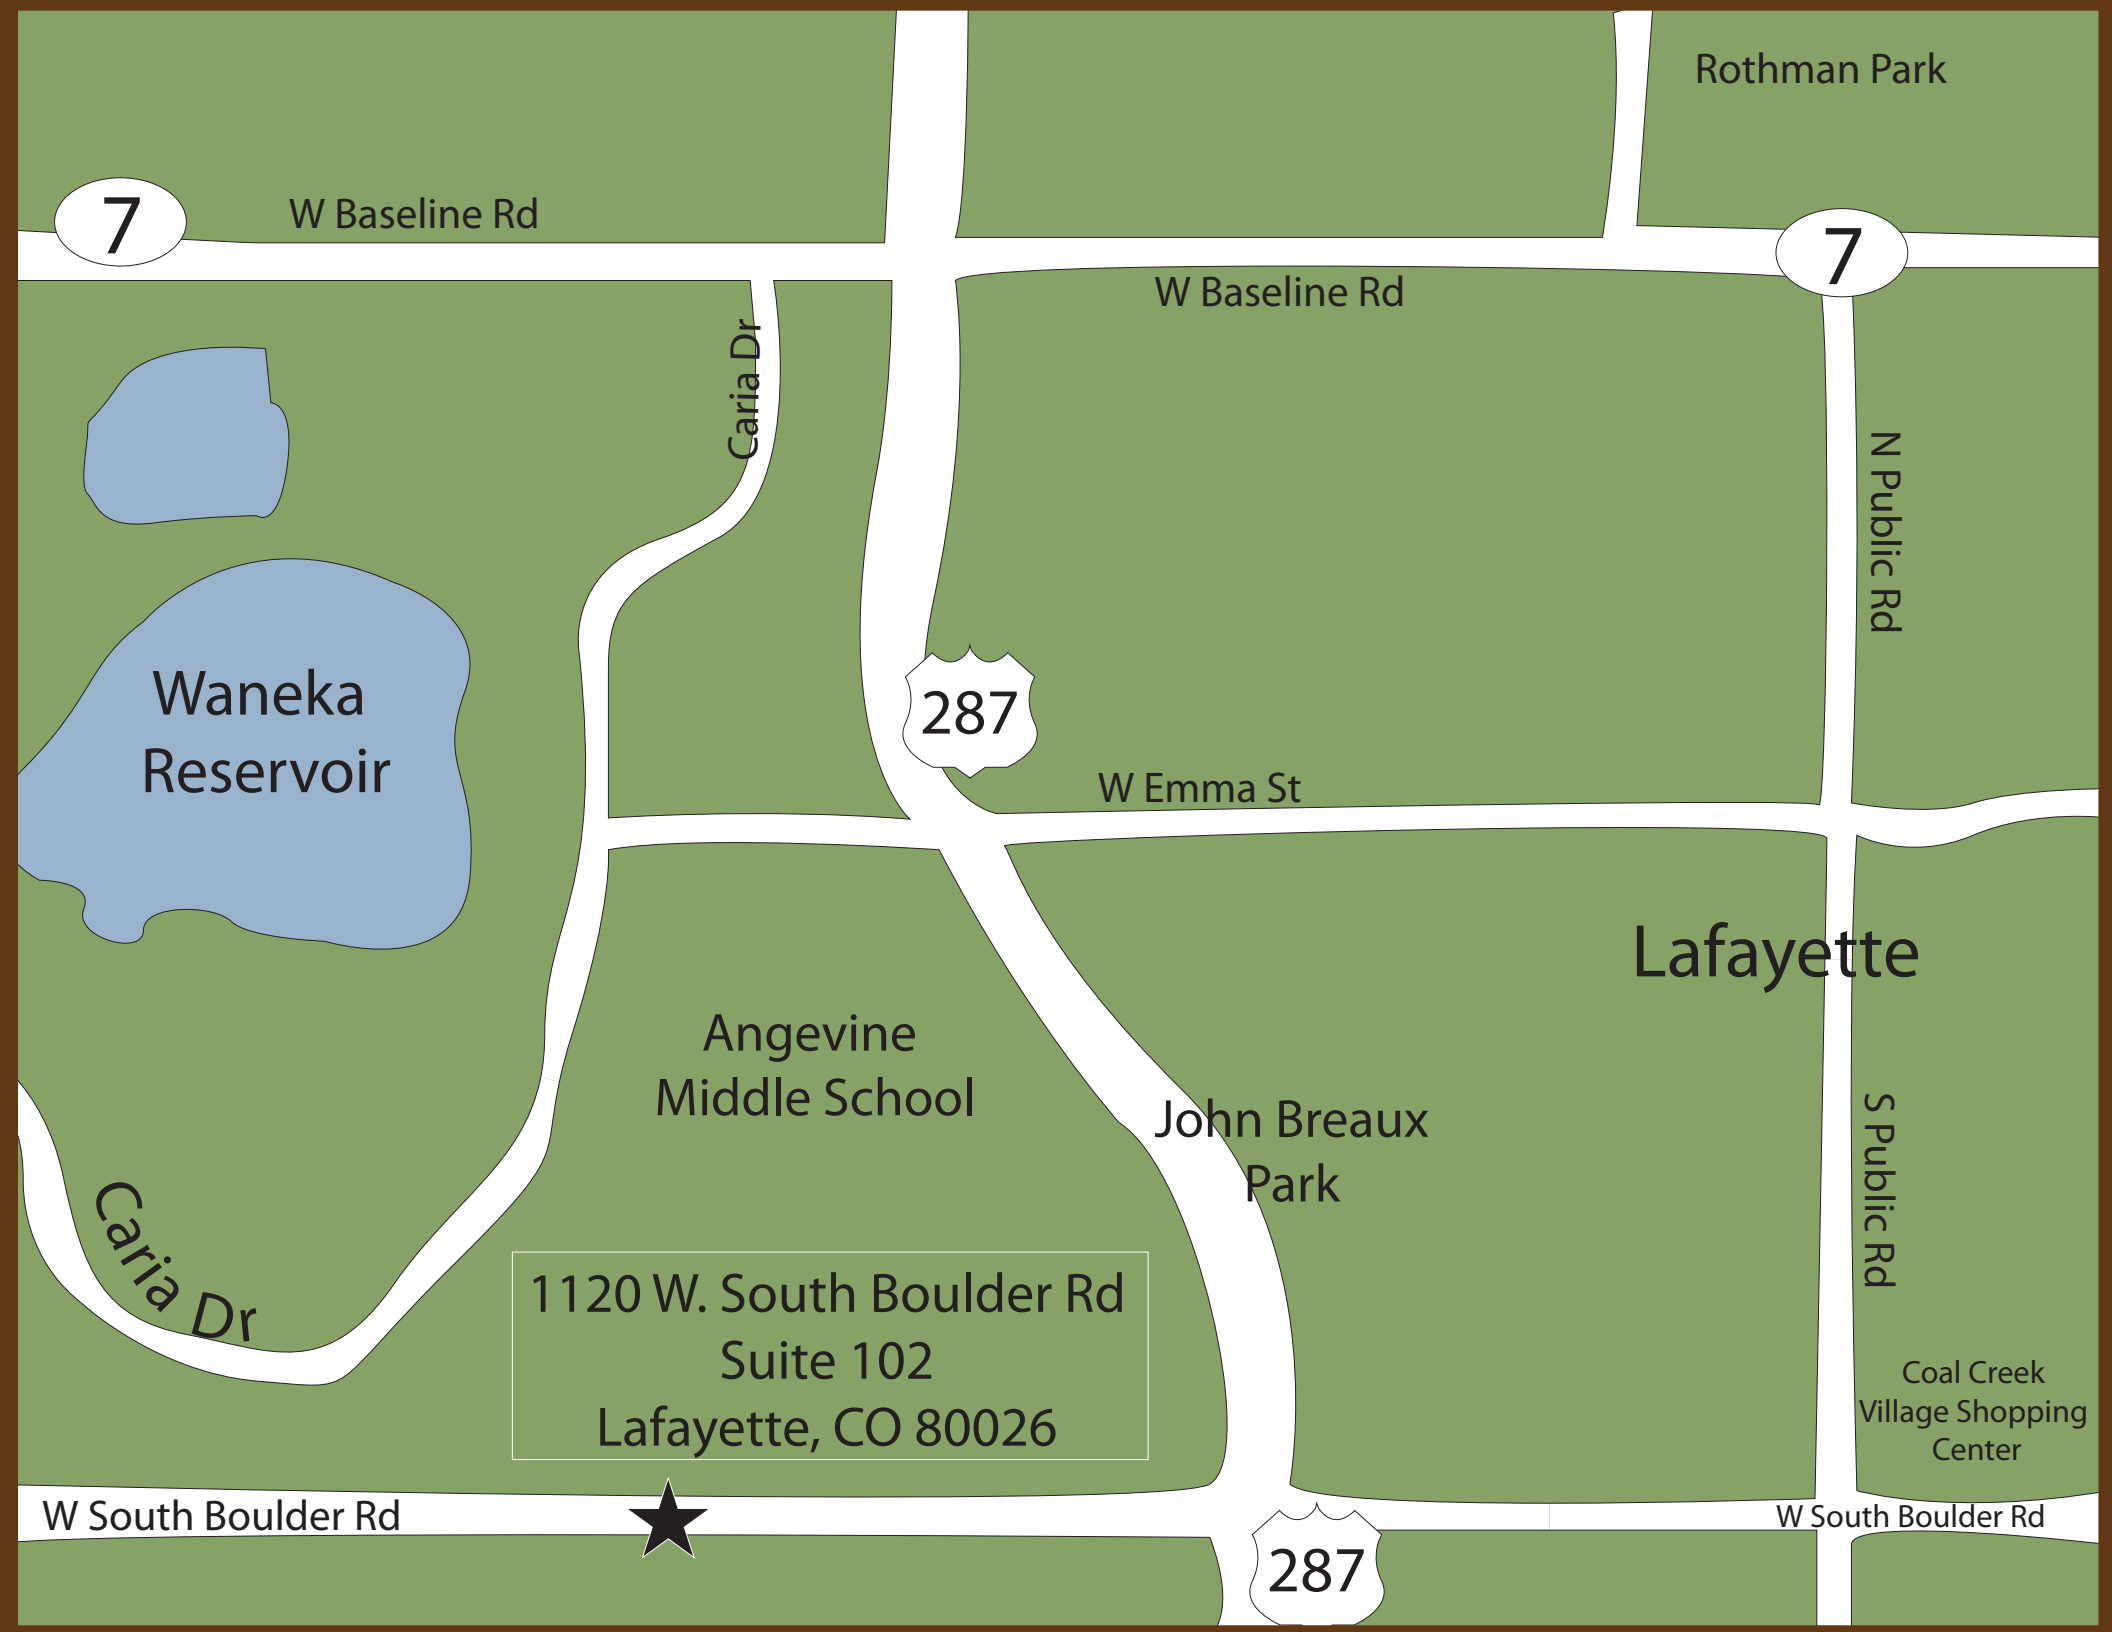 Rothman Park
7
W Baseline Rd
7
W Baseline Rd
Caria Dr
N Public Rd
Waneka
Reservoir
287
W Emma St
Lafayette
Angevine
Middle School
John Breaux
Park
S Public Rd
Caria Dr
1120 W. South Boulder Rd
Suite 102
Lafayette, CO 80026
Coal Creek
Village Shopping
Center
W South Boulder Rd
W South Boulder Rd
287